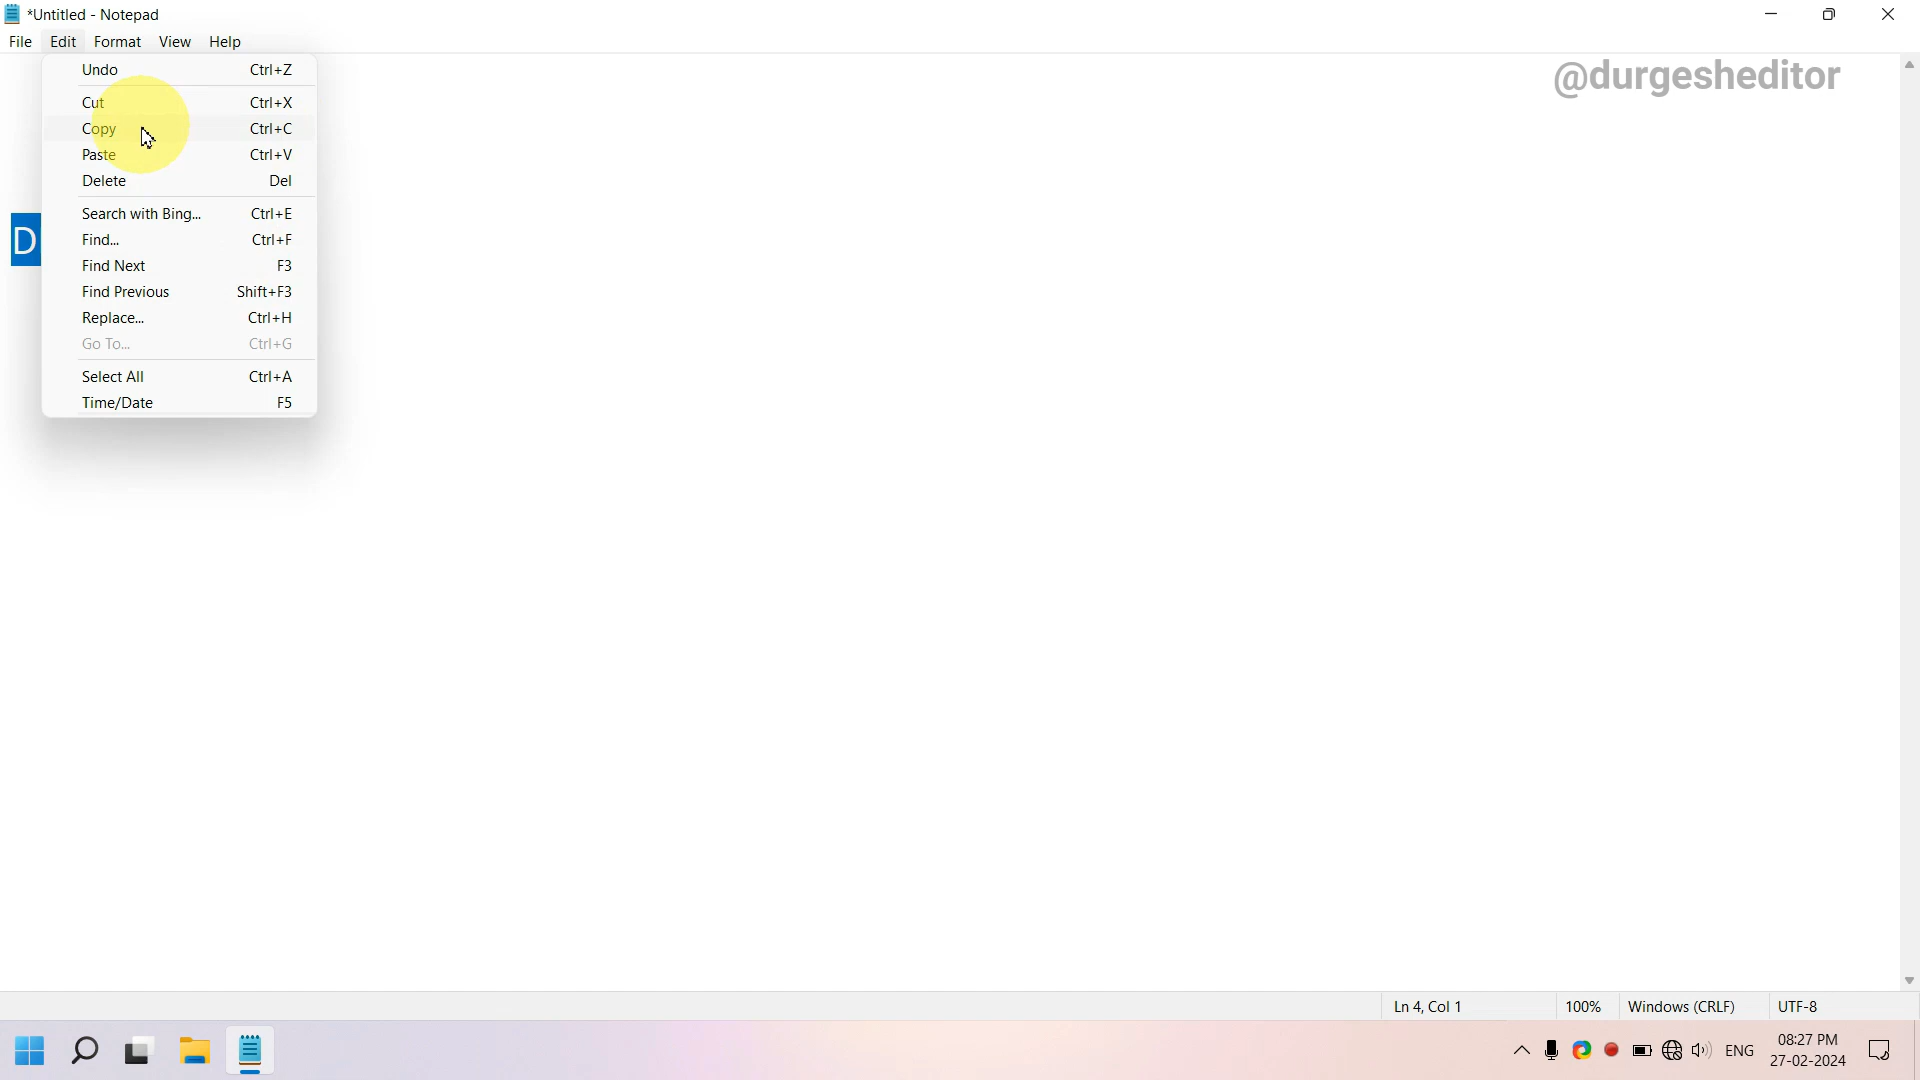 *Untitled - Notepad
File Edit Format View Help
@durgesheditor
Undo Ctrl+Z
Cut Ctrl+X
Copy Ctrl+C
Paste Ctrl+V
Delete Del
Search with Bing... Ctrl+E
D
Find... Ctrl+F
Find Next F3
Find Previous Shift+F3
Replace... Ctrl+H
Go To... Ctrl+G
Select All Ctrl+A
Time/Date F5
Ln 4, Col 1 100% Windows (CRLF) UTF-8
ENG
08:27 PM
27-02-2024